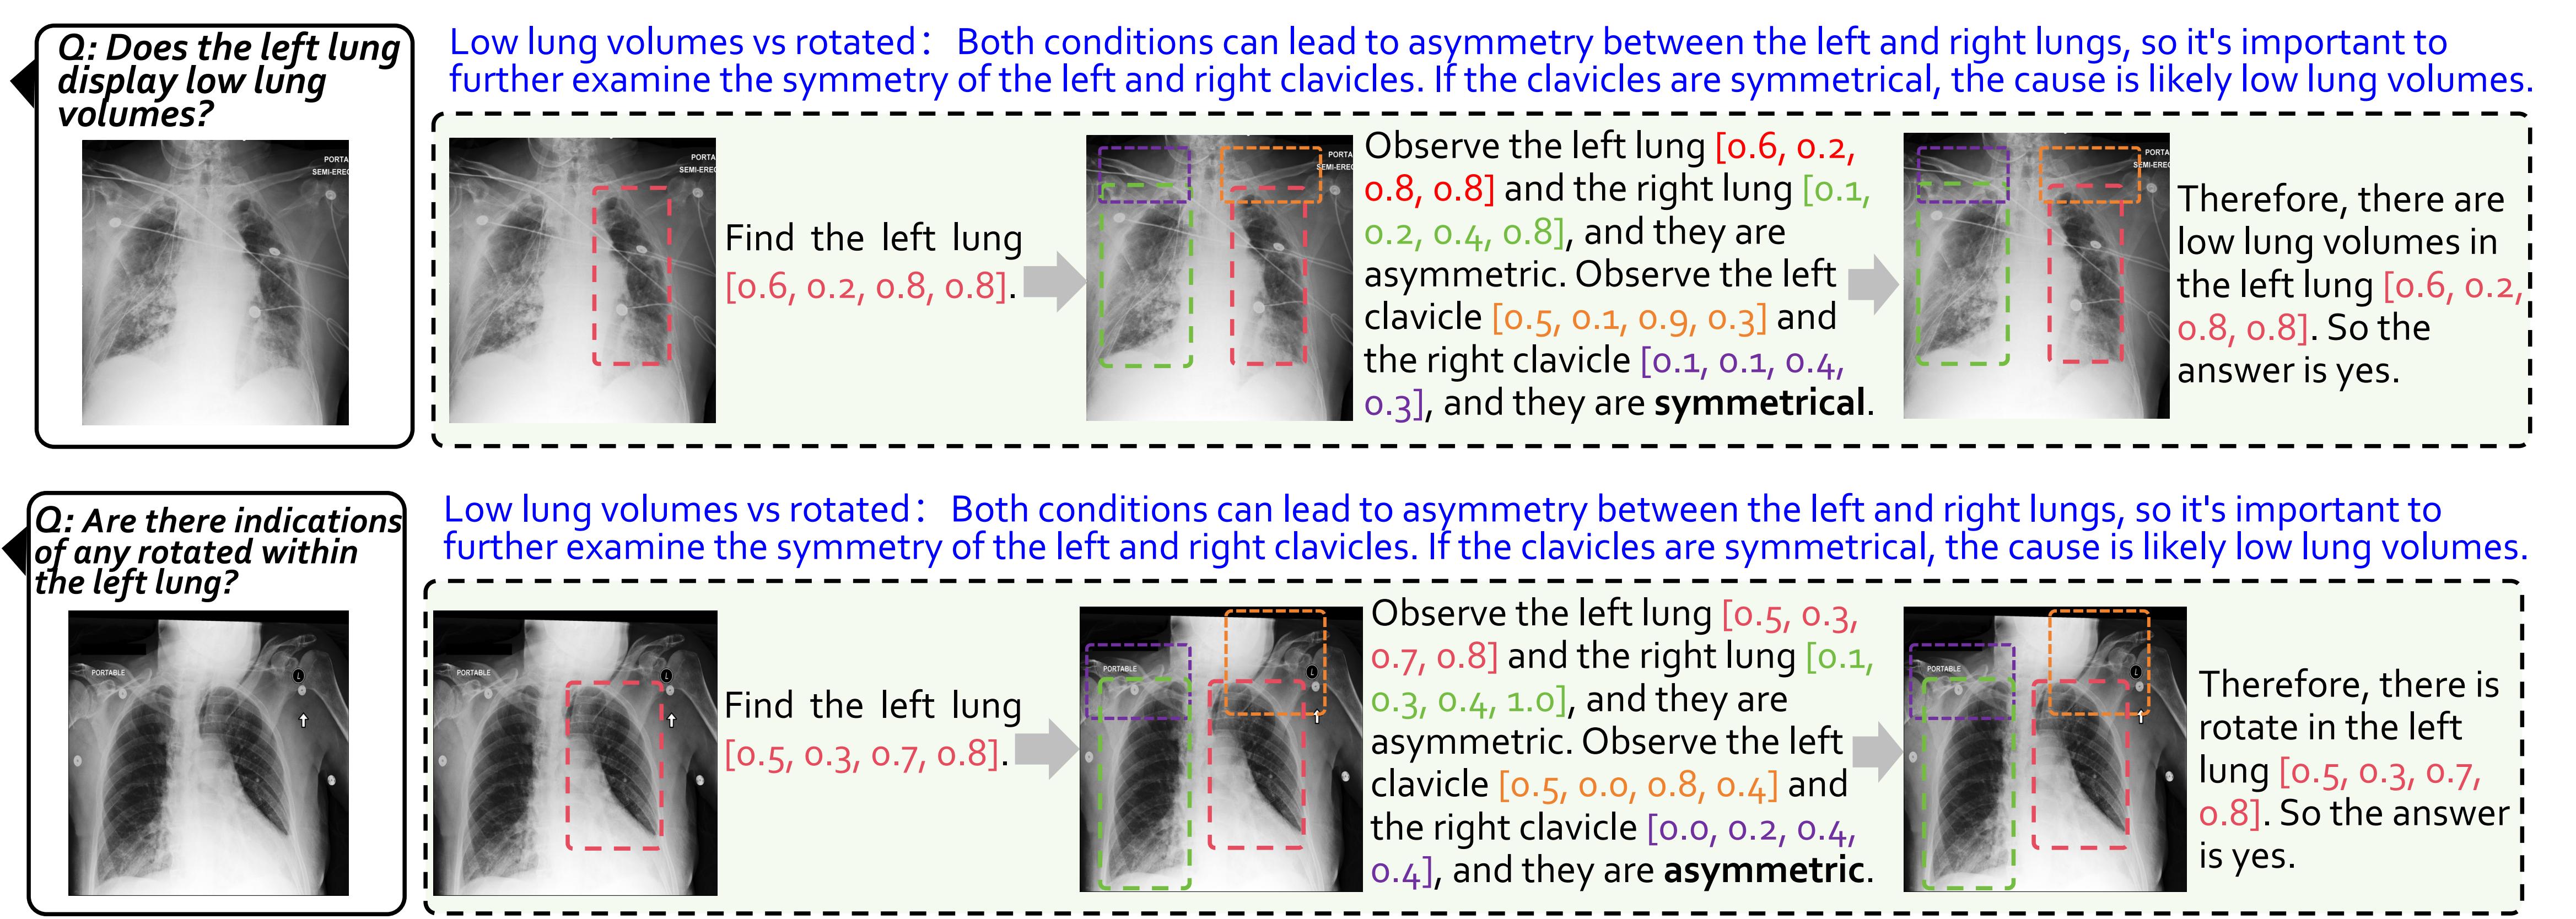 Q: Does the left lung
display low lung
volumes?
PORTA
SEMI-EREC
Low lung volumes vs rotated： Both conditions can lead to asymmetry between the left and right lungs, so it's important to
further examine the symmetry of the left and right clavicles. If the clavicles are symmetrical, the cause is likely low lung volumes.
PORTA
SEMI-EREC
Find the left lung
[0.6, 0.2, 0.8, 0.8].
PORTA
SEMI-EREC
Observe the left lung [0.6, 0.2,
0.8, 0.8] and the right lung [0.1,
0.2, 0.4, 0.8], and they are
asymmetric. Observe the left
clavicle [0.5, 0.1, 0.9, 0.3] and
the right clavicle [0.1, 0.1, 0.4,
0.3], and they are symmetrical.
PORTA
SEMI-EREC
Therefore, there are
low lung volumes in
the left lung [0.6, 0.2,
0.8, 0.8]. So the
answer is yes.
Q: Are there indications
of any rotated within
the left lung?
PORTABLE
L
Low lung volumes vs rotated： Both conditions can lead to asymmetry between the left and right lungs, so it's important to
further examine the symmetry of the left and right clavicles. If the clavicles are symmetrical, the cause is likely low lung volumes.
PORTABLE
L
Find the left lung
[0.5, 0.3, 0.7, 0.8].
PORTABLE
L
Observe the left lung [0.5, 0.3,
0.7, 0.8] and the right lung [0.1,
0.3, 0.4, 1.0], and they are
asymmetric. Observe the left
clavicle [0.5, 0.0, 0.8, 0.4] and
the right clavicle [0.0, 0.2, 0.4,
0.4], and they are asymmetric.
PORTABLE
L
Therefore, there is
rotate in the left
lung [0.5, 0.3, 0.7,
0.8]. So the answer
is yes.